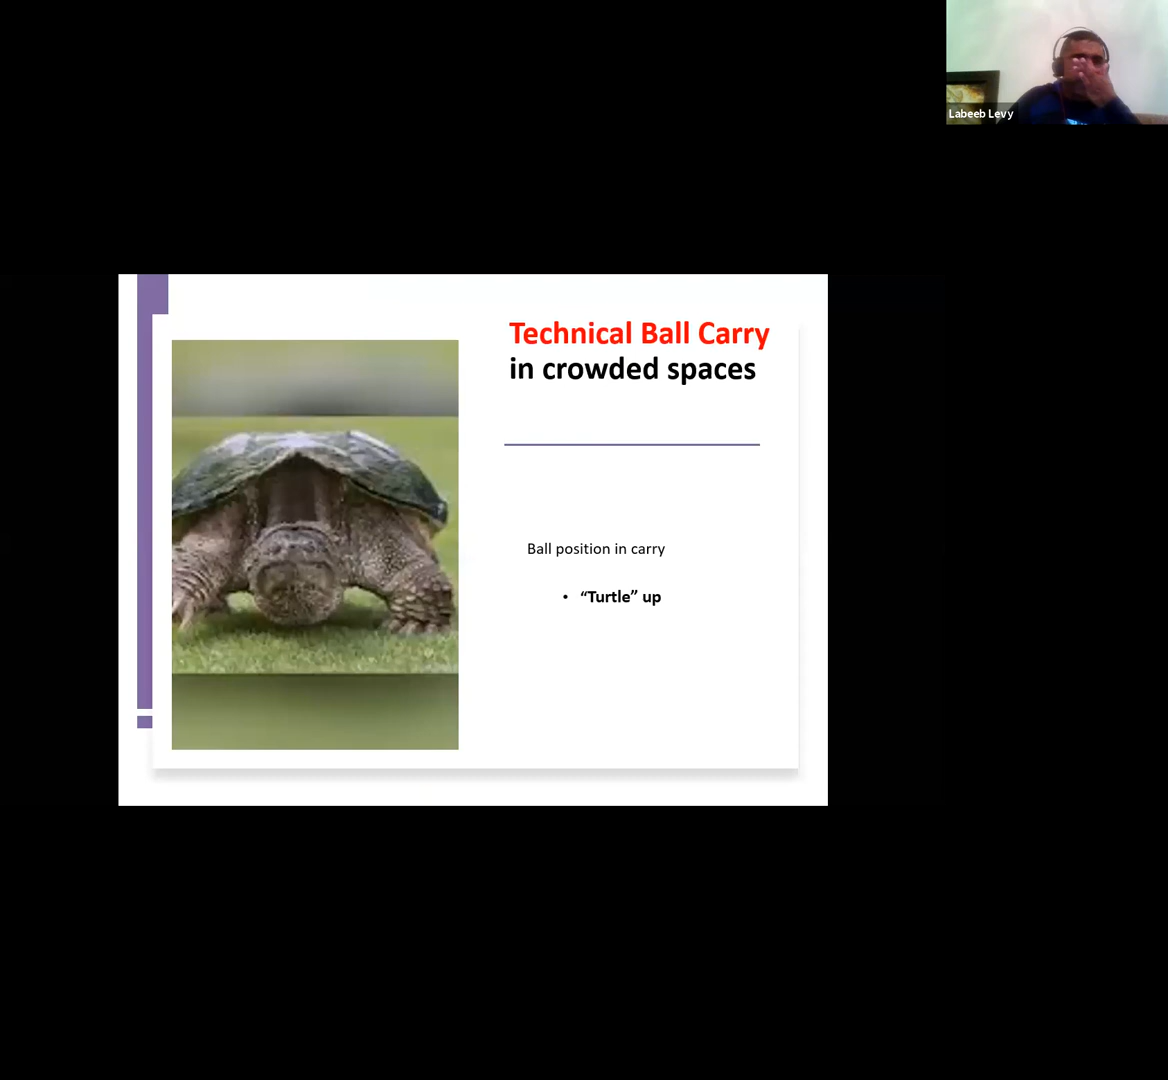 Labeeb Levy
Technical Ball Carry
in crowded spaces
Ball position in carry
• “Turtle” up